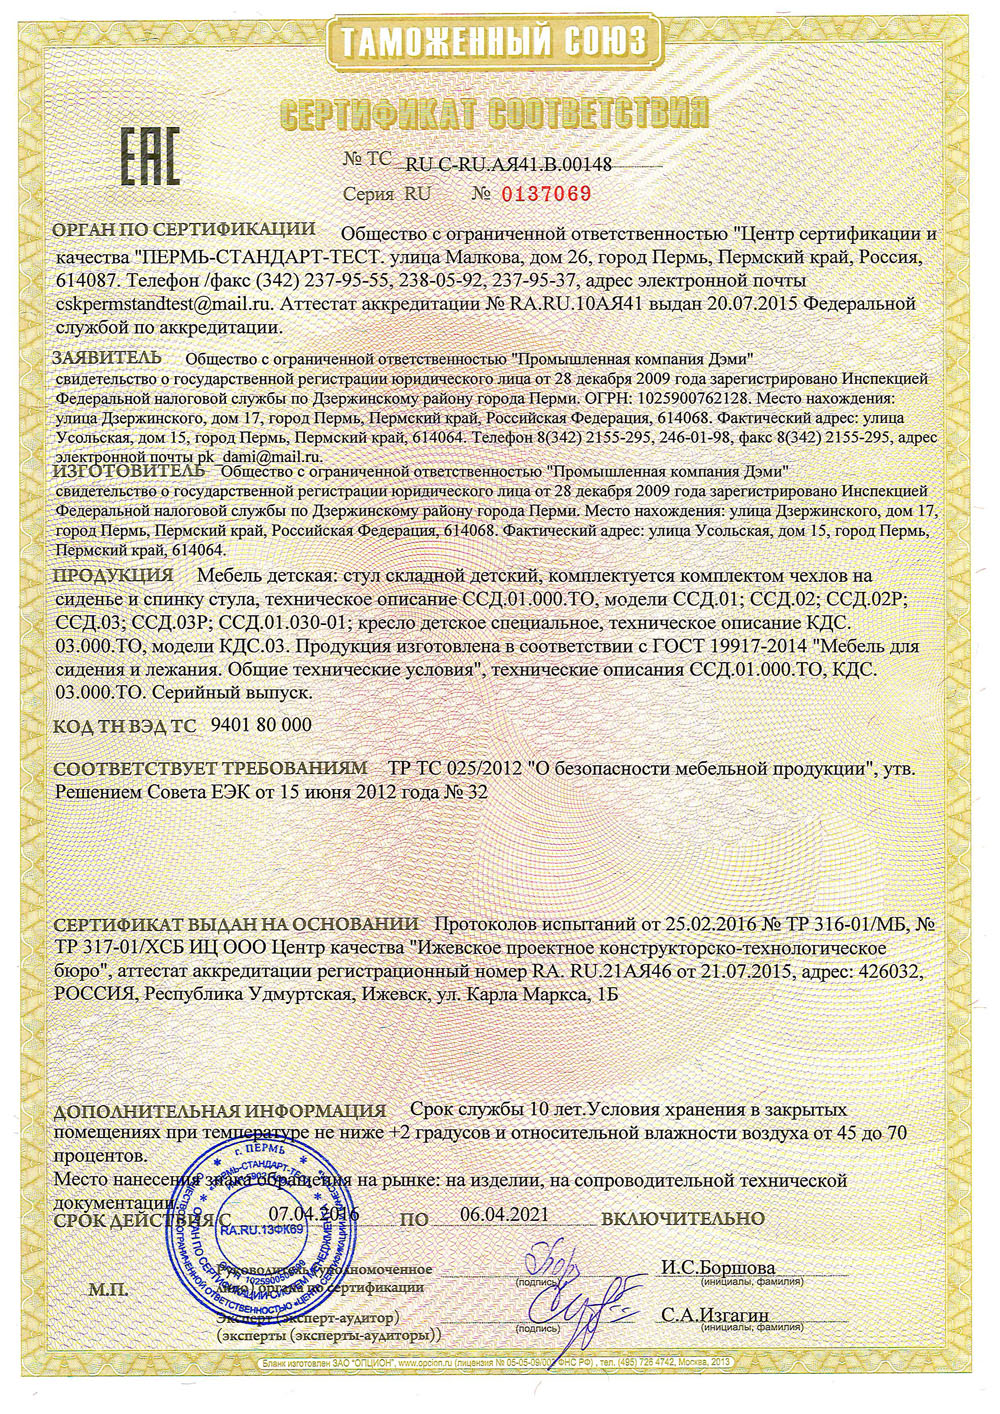 ТАМОЖЕННЫЙ СОЮЗ
СЕРТИФИКАТ СООТВЕТСТВИЯ
ЕАС
№ ТС RU С-RU.АЯ41.В.00148
Серия RU № 0137069
ОРГАН ПО СЕРТИФИКАЦИИ Общество с ограниченной ответственностью "Центр сертификации и
качества "ПЕРМЬ-СТАНДАРТ-ТЕСТ. улица Малкова, дом 26, город Пермь, Пермский край, Россия,
614087. Телефон /факс (342) 237-95-55, 238-05-92, 237-95-37, адрес электронной почты
cskpermstandtest@mail.ru. Аттестат аккредитации № RA.RU.10АЯ41 выдан 20.07.2015 Федеральной
службой по аккредитации.
ЗАЯВИТЕЛЬ Общество с ограниченной ответственностью "Промышленная компания Дэми"
свидетельство о государственной регистрации юридического лица от 28 декабря 2009 года зарегистрировано Инспекцией
Федеральной налоговой службы по Дзержинскому району города Перми. ОГРН: 1025900762128. Место нахождения:
улица Дзержинского, дом 17, город Пермь, Пермский край, Российская Федерация, 614068. Фактический адрес: улица
Усольская, дом 15, город Пермь, Пермский край, 614064. Телефон 8(342) 2155-295, 246-01-98, факс 8(342) 2155-295, адрес
электронной почты pk_dami@mail.ru.
ИЗГОТОВИТЕЛЬ Общество с ограниченной ответственностью "Промышленная компания Дэми"
свидетельство о государственной регистрации юридического лица от 28 декабря 2009 года зарегистрировано Инспекцией
Федеральной налоговой службы по Дзержинскому району города Перми. Место нахождения: улица Дзержинского, дом 17,
город Пермь, Пермский край, Российская Федерация, 614068. Фактический адрес: улица Усольская, дом 15, город Пермь,
Пермский край, 614064.
ПРОДУКЦИЯ Мебель детская: стул складной детский, комплектуется комплектом чехлов на
сиденье и спинку стула, техническое описание ССД.01.000.ТО, модели ССД.01; ССД.02; ССД.02Р;
ССД.03; ССД.03Р; ССД.01.030-01; кресло детское специальное, техническое описание КДС.
03.000.ТО, модели КДС.03. Продукция изготовлена в соответствии с ГОСТ 19917-2014 "Мебель для
сидения и лежания. Общие технические условия", технические описания ССД.01.000.ТО, КДС.
03.000.ТО. Серийный выпуск.
КОД ТН ВЭД ТС 9401 80 000
СООТВЕТСТВУЕТ ТРЕБОВАНИЯМ ТР ТС 025/2012 "О безопасности мебельной продукции", утв.
Решением Совета ЕЭК от 15 июня 2012 года № 32
СЕРТИФИКАТ ВЫДАН НА ОСНОВАНИИ Протоколов испытаний от 25.02.2016 № ТР 316-01/МБ, №
ТР 317-01/ХСБ ИЦ ООО Центр качества "Ижевское проектное конструкторско-технологическое
бюро", аттестат аккредитации регистрационный номер RA. RU.21АЯ46 от 21.07.2015, адрес: 426032,
РОССИЯ, Республика Удмуртская, Ижевск, ул. Карла Маркса, 1Б
ДОПОЛНИТЕЛЬНАЯ ИНФОРМАЦИЯ Срок службы 10 лет.Условия хранения в закрытых
помещениях при температуре не ниже +2 градусов и относительной влажности воздуха от 45 до 70
процентов.
Место нанесения знака обращения на рынке: на изделии, на сопроводительной технической
документации.
СРОК ДЕЙСТВИЯ С 07.04.2016 ПО 06.04.2021 ВКЛЮЧИТЕЛЬНО
г. ПЕРМЬ
RA.RU.13ФК69
М.П.
Руководитель (уполномоченное
лицо) органа по сертификации
(подпись)
И.С.Боршова
(инициалы, фамилия)
Эксперт (эксперт-аудитор)
(эксперты (эксперты-аудиторы))
(подпись)
С.А.Изгагин
(инициалы, фамилия)
Бланк изготовлен ЗАО "ОПЦИОН", www.opcion.ru (лицензия № 05-05-09/003 ФНС РФ), тел. (495) 726 4742, Москва, 2013